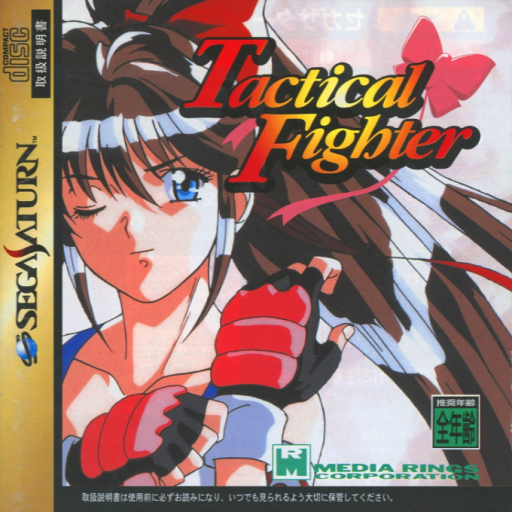 COMPACT
disc
取扱説明書
SEGA SATURN™
Tactical
Fighter
推奨年齢
全年齢
RM
MEDIA RINGS
CORPORATION
取扱説明書は使用前に必ずお読みになり、いつでも見られるよう大切に保管してください。